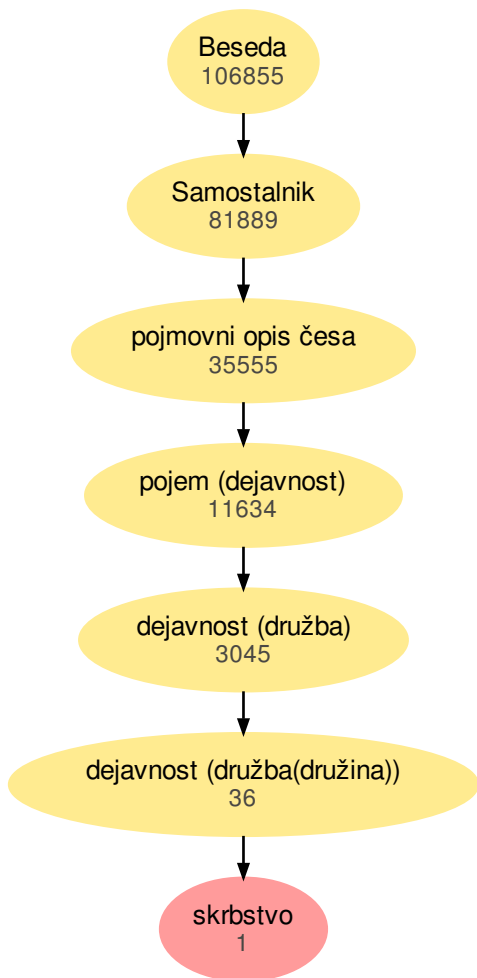 Beseda
106855
Samostalnik
81889
pojmovni opis česa
35555
pojem (dejavnost)
11634
dejavnost (družba)
3045
dejavnost (družba(družina))
36
skrbstvo
1